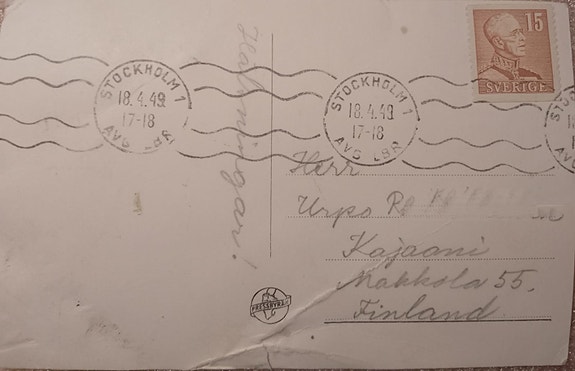 STOCKHOLM 1
18.4.49
17-18
AVG LBR
STOCKHOLM 1
18.4.49
17-18
AVG LBR
15
SVERIGE
Hälsningar!
Herr
Urpo
Kajaani
Makkola 55.
Finland
PRESSBYRÅN